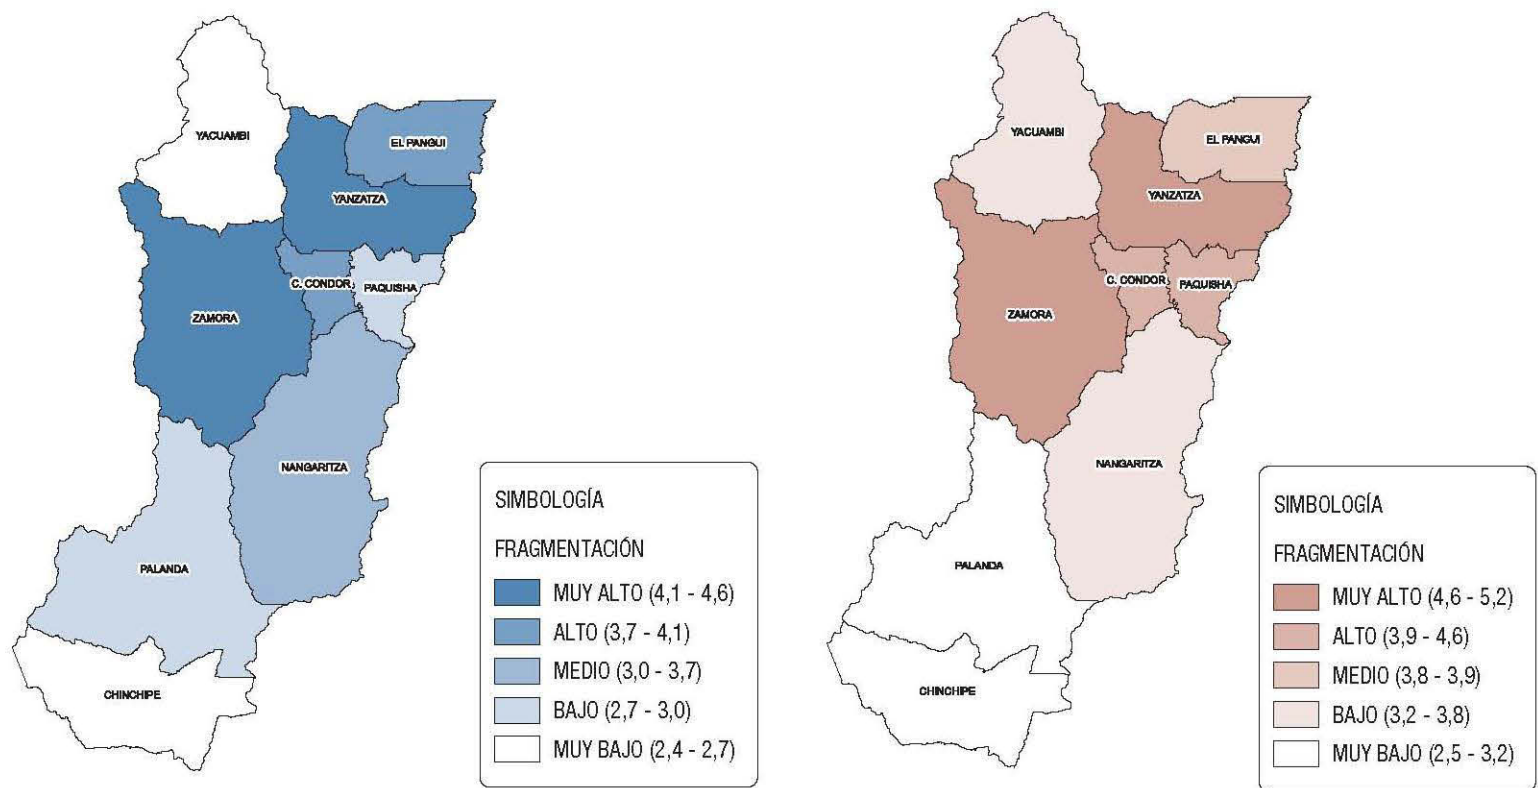 YACUAMBI
EL PANGUI
YANZATZA
C. CONDOR
PAQUISHA
ZAMORA
NANGARITZA
PALANDA
CHINCHIPE
SIMBOLOGÍA
FRAGMENTACIÓN
MUY ALTO (4,1 - 4,6)
ALTO (3,7 - 4,1)
MEDIO (3,0 - 3,7)
BAJO (2,7 - 3,0)
MUY BAJO (2,4 - 2,7)
YACUAMBI
EL PANGUI
YANZATZA
C. CONDOR
PAQUISHA
ZAMORA
NANGARITZA
PALANDA
CHINCHIPE
SIMBOLOGÍA
FRAGMENTACIÓN
MUY ALTO (4,6 - 5,2)
ALTO (3,9 - 4,6)
MEDIO (3,8 - 3,9)
BAJO (3,2 - 3,8)
MUY BAJO (2,5 - 3,2)